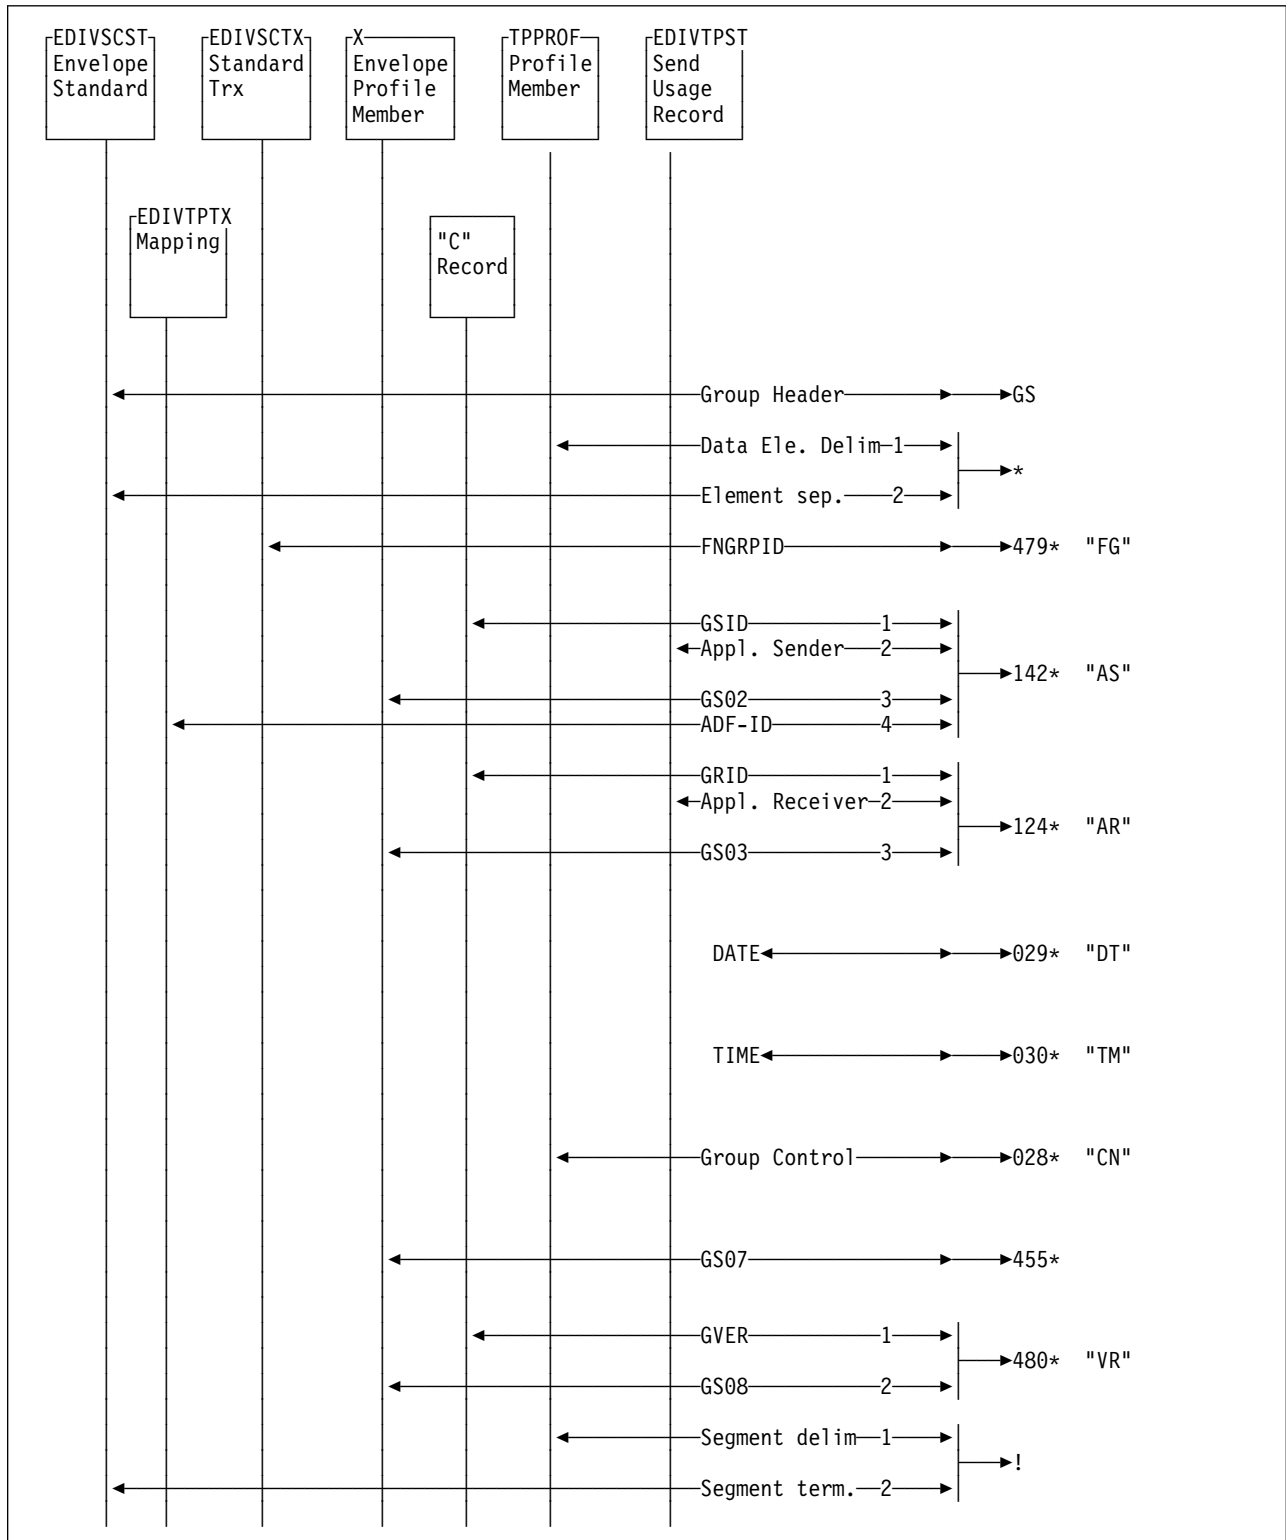 EDIVSCST
Envelope
Standard
EDIVSCTX
Standard
Trx
X
Envelope
Profile
Member
TPPROF
Profile
Member
EDIVTPST
Send
Usage
Record
EDIVTPTX
Mapping
"C"
Record
Group Header GS
Data Ele. Delim 1
*
Element sep. 2
FNGRPID 479* "FG"
GSID 1
Appl. Sender 2
142* "AS"
GS02 3
ADF-ID 4
GRID 1
Appl. Receiver 2
124* "AR"
GS03 3
DATE 029* "DT"
TIME 030* "TM"
Group Control 028* "CN"
GS07 455*
GVER 1
480* "VR"
GS08 2
Segment delim 1
!
Segment term. 2